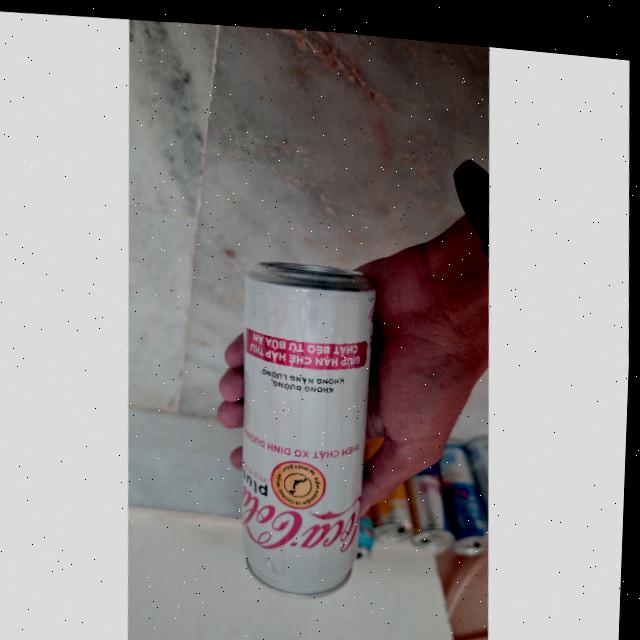 Coca-Cola
plus
THÊM CHẤT XƠ DINH DƯỠNG
KHÔNG ĐƯỜNG,
KHÔNG NĂNG LƯỢNG
GIÚP HẠN CHẾ HẤP THU
CHẤT BÉO TỪ BỮA ĂN